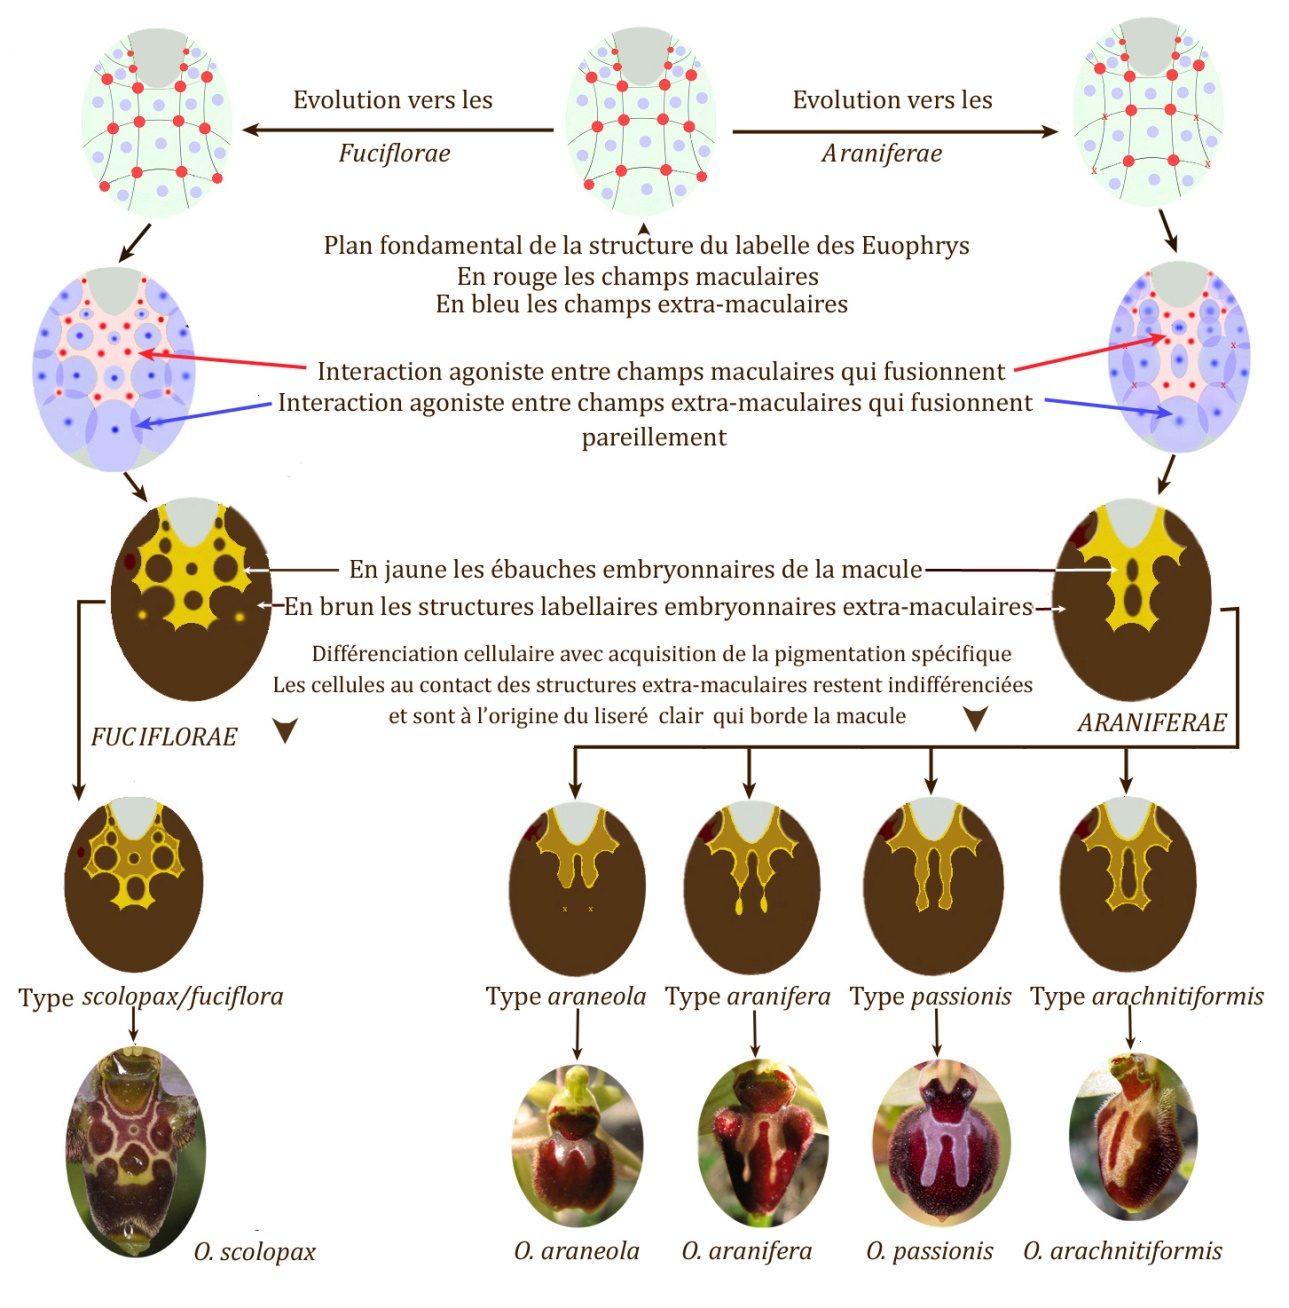 Evolution vers les
Fuciflorae
Evolution vers les
Araniferae
Plan fondamental de la structure du labelle des Euophrys
En rouge les champs maculaires
En bleu les champs extra-maculaires
Interaction agoniste entre champs maculaires qui fusionnent
Interaction agoniste entre champs extra-maculaires qui fusionnent
pareillement
En jaune les ébauches embryonnaires de la macule
En brun les structures labellaires embryonnaires extra-maculaires
Différenciation cellulaire avec acquisition de la pigmentation spécifique
Les cellules au contact des structures extra-maculaires restent indifférenciées
et sont à l'origine du liseré clair qui borde la macule
FUCIFLORAE
ARANIFERAE
Type scolopax/fuciflora
Type araneola
Type aranifera
Type passionis
Type arachnitiformis
O. scolopax
O. araneola
O. aranifera
O. passionis
O. arachnitiformis